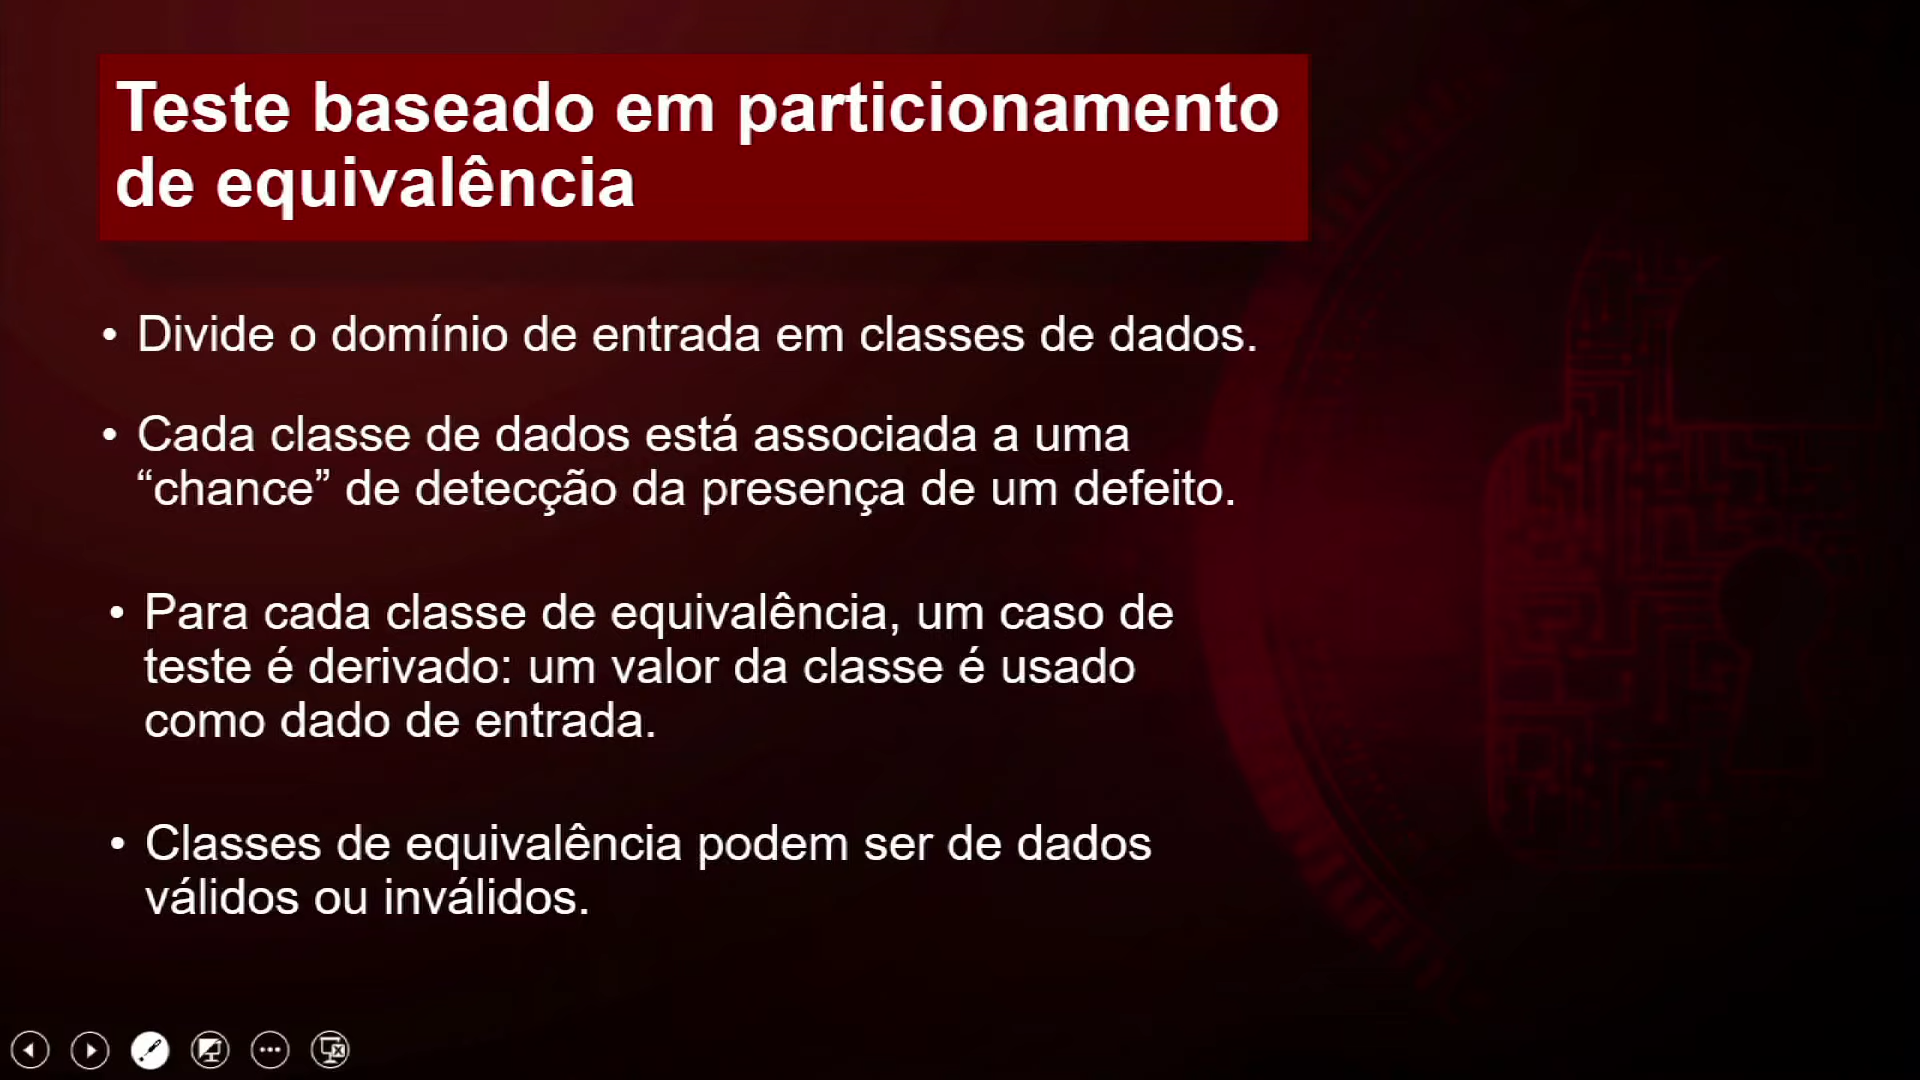 Teste baseado em particionamento
de equivalência
• Divide o domínio de entrada em classes de dados.
• Cada classe de dados está associada a uma
“chance” de detecção da presença de um defeito.
• Para cada classe de equivalência, um caso de
teste é derivado: um valor da classe é usado
como dado de entrada.
• Classes de equivalência podem ser de dados
válidos ou inválidos.